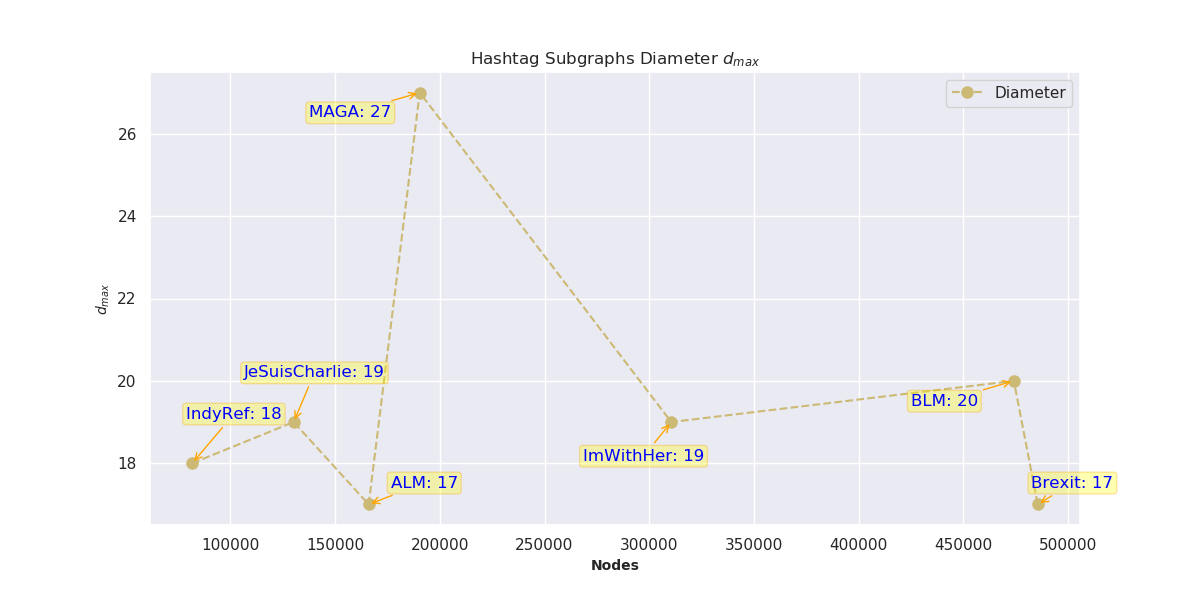 Hashtag Subgraphs Diameter d_max
Diameter
MAGA: 27
JeSuisCharlie: 19
IndyRef: 18
ALM: 17
ImWithHer: 19
BLM: 20
Brexit: 17
d_max
26
24
22
20
18
100000 150000 200000 250000 300000 350000 400000 450000 500000
Nodes